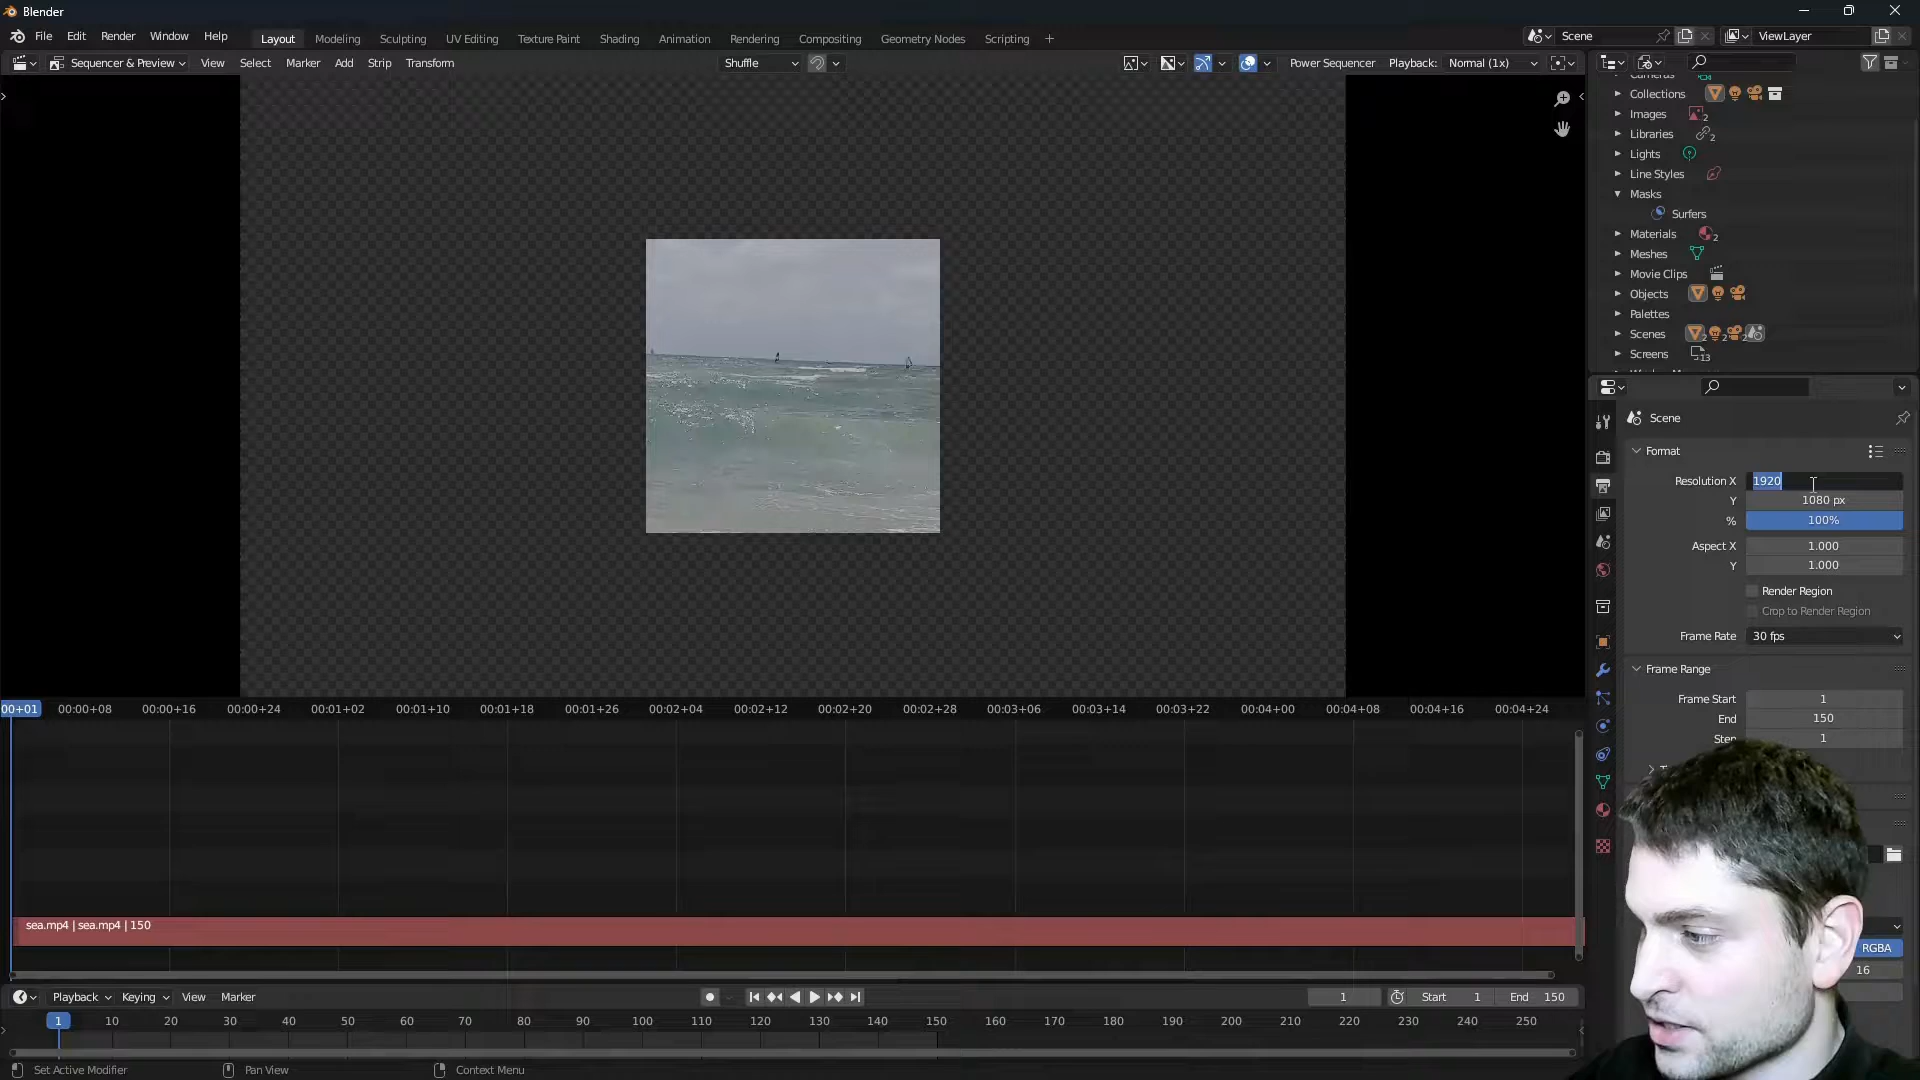 Blender
File Edit Render Window Help Layout Modeling Sculpting UV Editing Texture Paint Shading Animation Rendering Compositing Geometry Nodes Scripting + Scene ViewLayer
Sequencer & Preview View Select Marker Add Strip Transform Shuffle Power Sequencer Playback: Normal (1x)
Collections
Images 2
Libraries 2
Lights
Line Styles
Masks
Surfers
Materials 2
Meshes
Movie Clips
Objects
Palettes
Scenes 2 2 2
Screens 13
Scene
Format
Resolution X 1920
Y 1080 px
% 100%
Aspect X 1.000
Y 1.000
Render Region
Crop to Render Region
Frame Rate 30 fps
Frame Range
Frame Start 1
End 150
Step 1
RGBA
16
00+01 00:00+08 00:00+16 00:00+24 00:01+02 00:01+10 00:01+18 00:01+26 00:02+04 00:02+12 00:02+20 00:02+28 00:03+06 00:03+14 00:03+22 00:04+00 00:04+08 00:04+16 00:04+24
sea.mp4 | sea.mp4 | 150
Playback Keying View Marker 1 Start 1 End 150
1 10 20 30 40 50 60 70 80 90 100 110 120 130 140 150 160 170 180 190 200 210 220 230 240 250
Set Active Modifier Pan View Context Menu